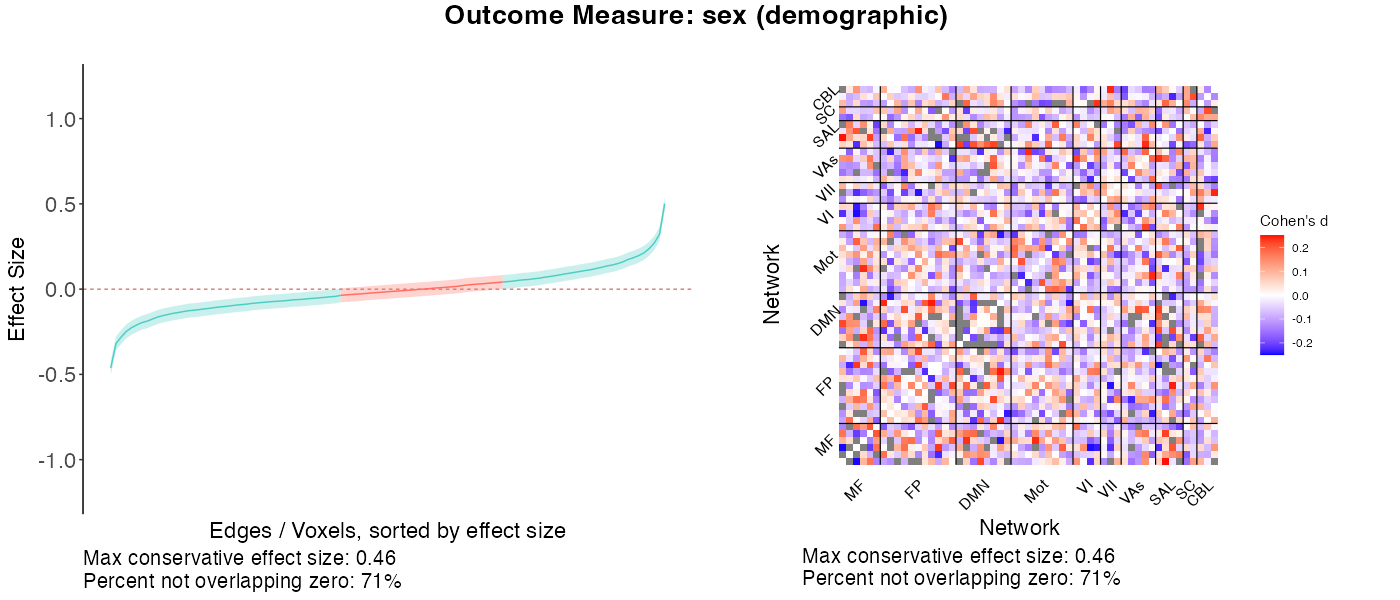 Outcome Measure: sex (demographic)
Effect Size
1.0
0.5
0.0
-0.5
-1.0
Edges / Voxels, sorted by effect size
Max conservative effect size: 0.46
Percent not overlapping zero: 71%
Network
CBL
SC
SAL
VAs
VII
VI
Mot
DMN
FP
MF
MF
FP
DMN
Mot
VI
VII
VAs
SAL
SC
CBL
Network
Max conservative effect size: 0.46
Percent not overlapping zero: 71%
Cohen's d
0.2
0.1
0.0
-0.1
-0.2